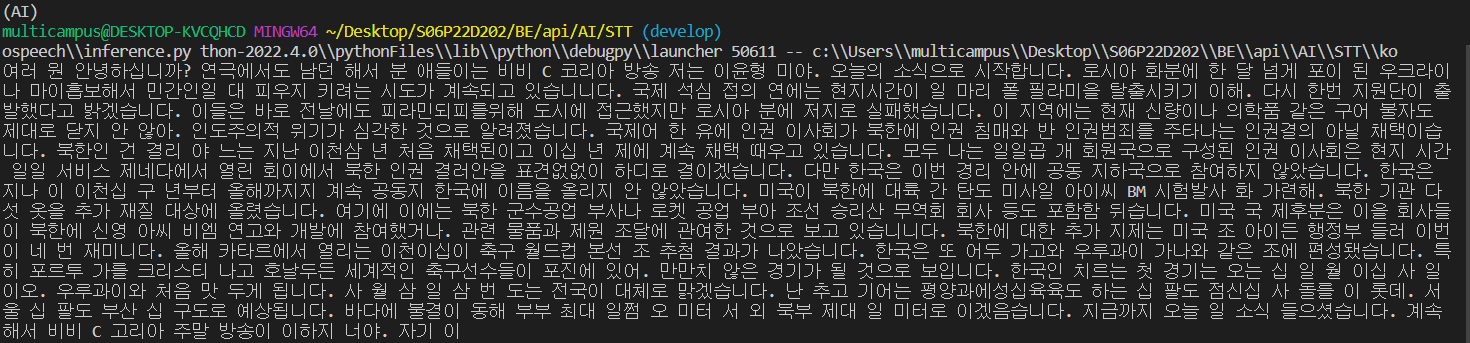 (AI)
multicampus@DESKTOP-KVCQHCD MINGW64 ~/Desktop/S06P22D202/BE/api/AI/STT (develop)
ospeech\\inference.py thon-2022.4.0\\pythonFiles\\lib\\python\\debugpy\\launcher 50611 -- c:\\Users\\multicampus\\Desktop\\S06P22D202\\BE\\api\\AI\\STT\\ko
여러 뭔 안녕하십니까? 연극에서도 남던 해서 분 애들이는 비비 C 코리아 방송 저는 이윤형 미야. 오늘의 소식으로 시작합니다. 로시아 화분에 한 달 넘게 포이 된 우크라이
나 마이흡보해서 민간인일 대 피우지 키려는 시도가 계속되고 있습니니다. 국제 석심 접의 연에는 현지시간이 일 마리 폴 필라미을 탈출시키기 이해. 다시 한번 지원단이 출
발했다고 밝겠습니다. 이들은 바로 전날에도 피라민되피를위해 도시에 접근했지만 로시아 분에 저지로 실패했습니다. 이 지역에는 현재 신량이나 의학품 같은 구어 불자도
제대로 닫지 안 않아. 인도주의적 위기가 심각한 것으로 알려졌습니다. 국제어 한 유에 인권 이사회가 북한에 인권 침매와 반 인권범죄를 주타나는 인권결의 아닐 채택이습
니다. 북한인 건 결리 야 느는 지난 이천삼 년 처음 채택된이고 이십 년 제에 계속 채택 때우고 있습니다. 모두 나는 일일곱 개 회원국으로 구성된 인권 이사회은 현지 시간
일일 서비스 제네다에서 열린 회이에서 북한 인권 결러안을 표견없없이 하디로 결이겠습니다. 다만 한국은 이번 경리 안에 공동 지하국으로 참여하지 않았습니다. 한국은
지나 이 이천십 구 년부터 올해까지지 계속 공동지 한국에 이름을 올리지 안 않았습니다. 미국이 북한에 대륙 간 탄도 미사일 아이씨 BM 시험발사 화 가련해. 북한 기관 다
섯 옷을 추가 재질 대상에 올렸습니다. 여기에 이에는 북한 군수공업 부사나 로켓 공업 부아 조선 승리산 무역회 회사 등도 포함함 뒤습니다. 미국 국 제후분은 이을 회사들
이 북한에 신영 아씨 비엠 연고와 개발에 참여했거나. 관련 물품과 제원 조달에 관여한 것으로 보고 있습니니다. 북한에 대한 추가 지제는 미국 조 아이든 행정부 들러 이번
이 네 번 재미니다. 올해 카타르에서 열리는 이천이십이 축구 월드컵 본선 조 추첨 결과가 나았습니다. 한국은 또 어두 가고와 우루과이 가나와 같은 조에 편성됐습니다. 특
히 포르투 가를 크리스티 나고 호날두든 세계적인 축구선수들이 포진에 있어. 만만치 않은 경기가 될 것으로 보입니다. 한국인 치르는 첫 경기는 오는 십 일 월 이십 사 일
이오. 우루과이와 처음 맛 두게 됩니다. 사 월 삼 일 삼 번 도는 전국이 대체로 맑겠습니다. 난 추고 기어는 평양과에성십육육도 하는 십 팔도 점신십 사 돌를 이 롯데. 서
울 십 팔도 부산 십 구도로 예상됩니다. 바다에 불결이 동해 부부 최대 일쩜 오 미터 서 외 북부 제대 일 미터로 이겠음습니다. 지금까지 오늘 일 소식 들으셨습니다. 계속
해서 비비 C 고리아 주말 방송이 이하지 너야. 자기 이